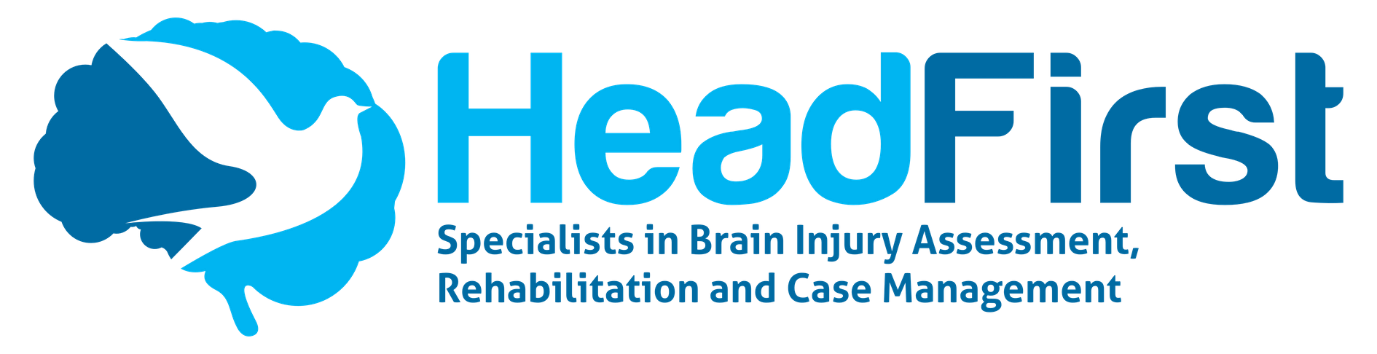 HeadFirst
Specialists in Brain Injury Assessment,
Rehabilitation and Case Management